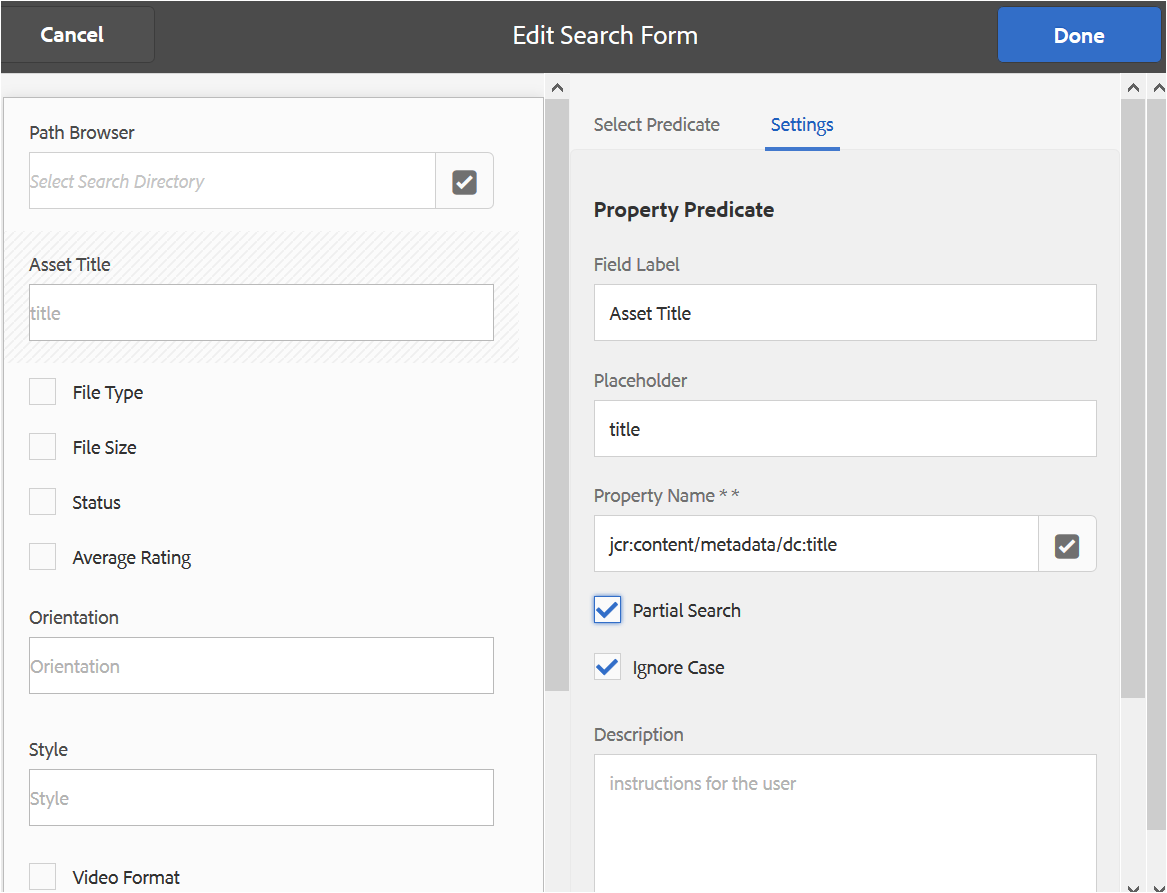 Cancel
Edit Search Form
Done
Path Browser
Select Search Directory
Asset Title
title
File Type
File Size
Status
Average Rating
Orientation
Orientation
Style
Style
Video Format
Select Predicate
Settings
Property Predicate
Field Label
Asset Title
Placeholder
title
Property Name * *
jcr:content/metadata/dc:title
Partial Search
Ignore Case
Description
instructions for the user